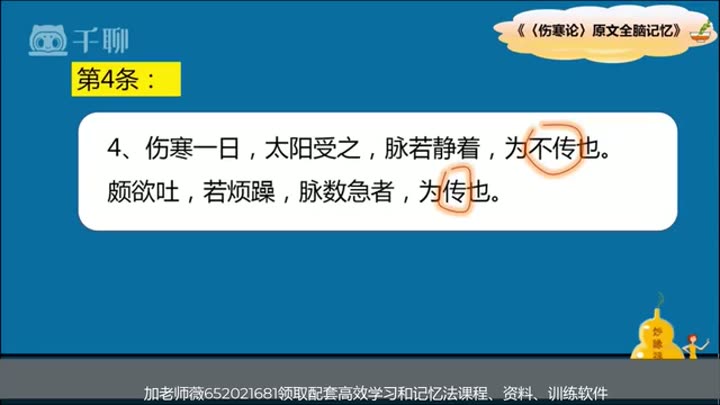 千聊
《〈伤寒论〉原文全脑记忆》
第4条：
4、伤寒一日，太阳受之，脉若静着，为不传也。
颇欲吐，若烦躁，脉数急者，为传也。
加老师薇652021681领取配套高效学习和记忆法课程、资料、训练软件